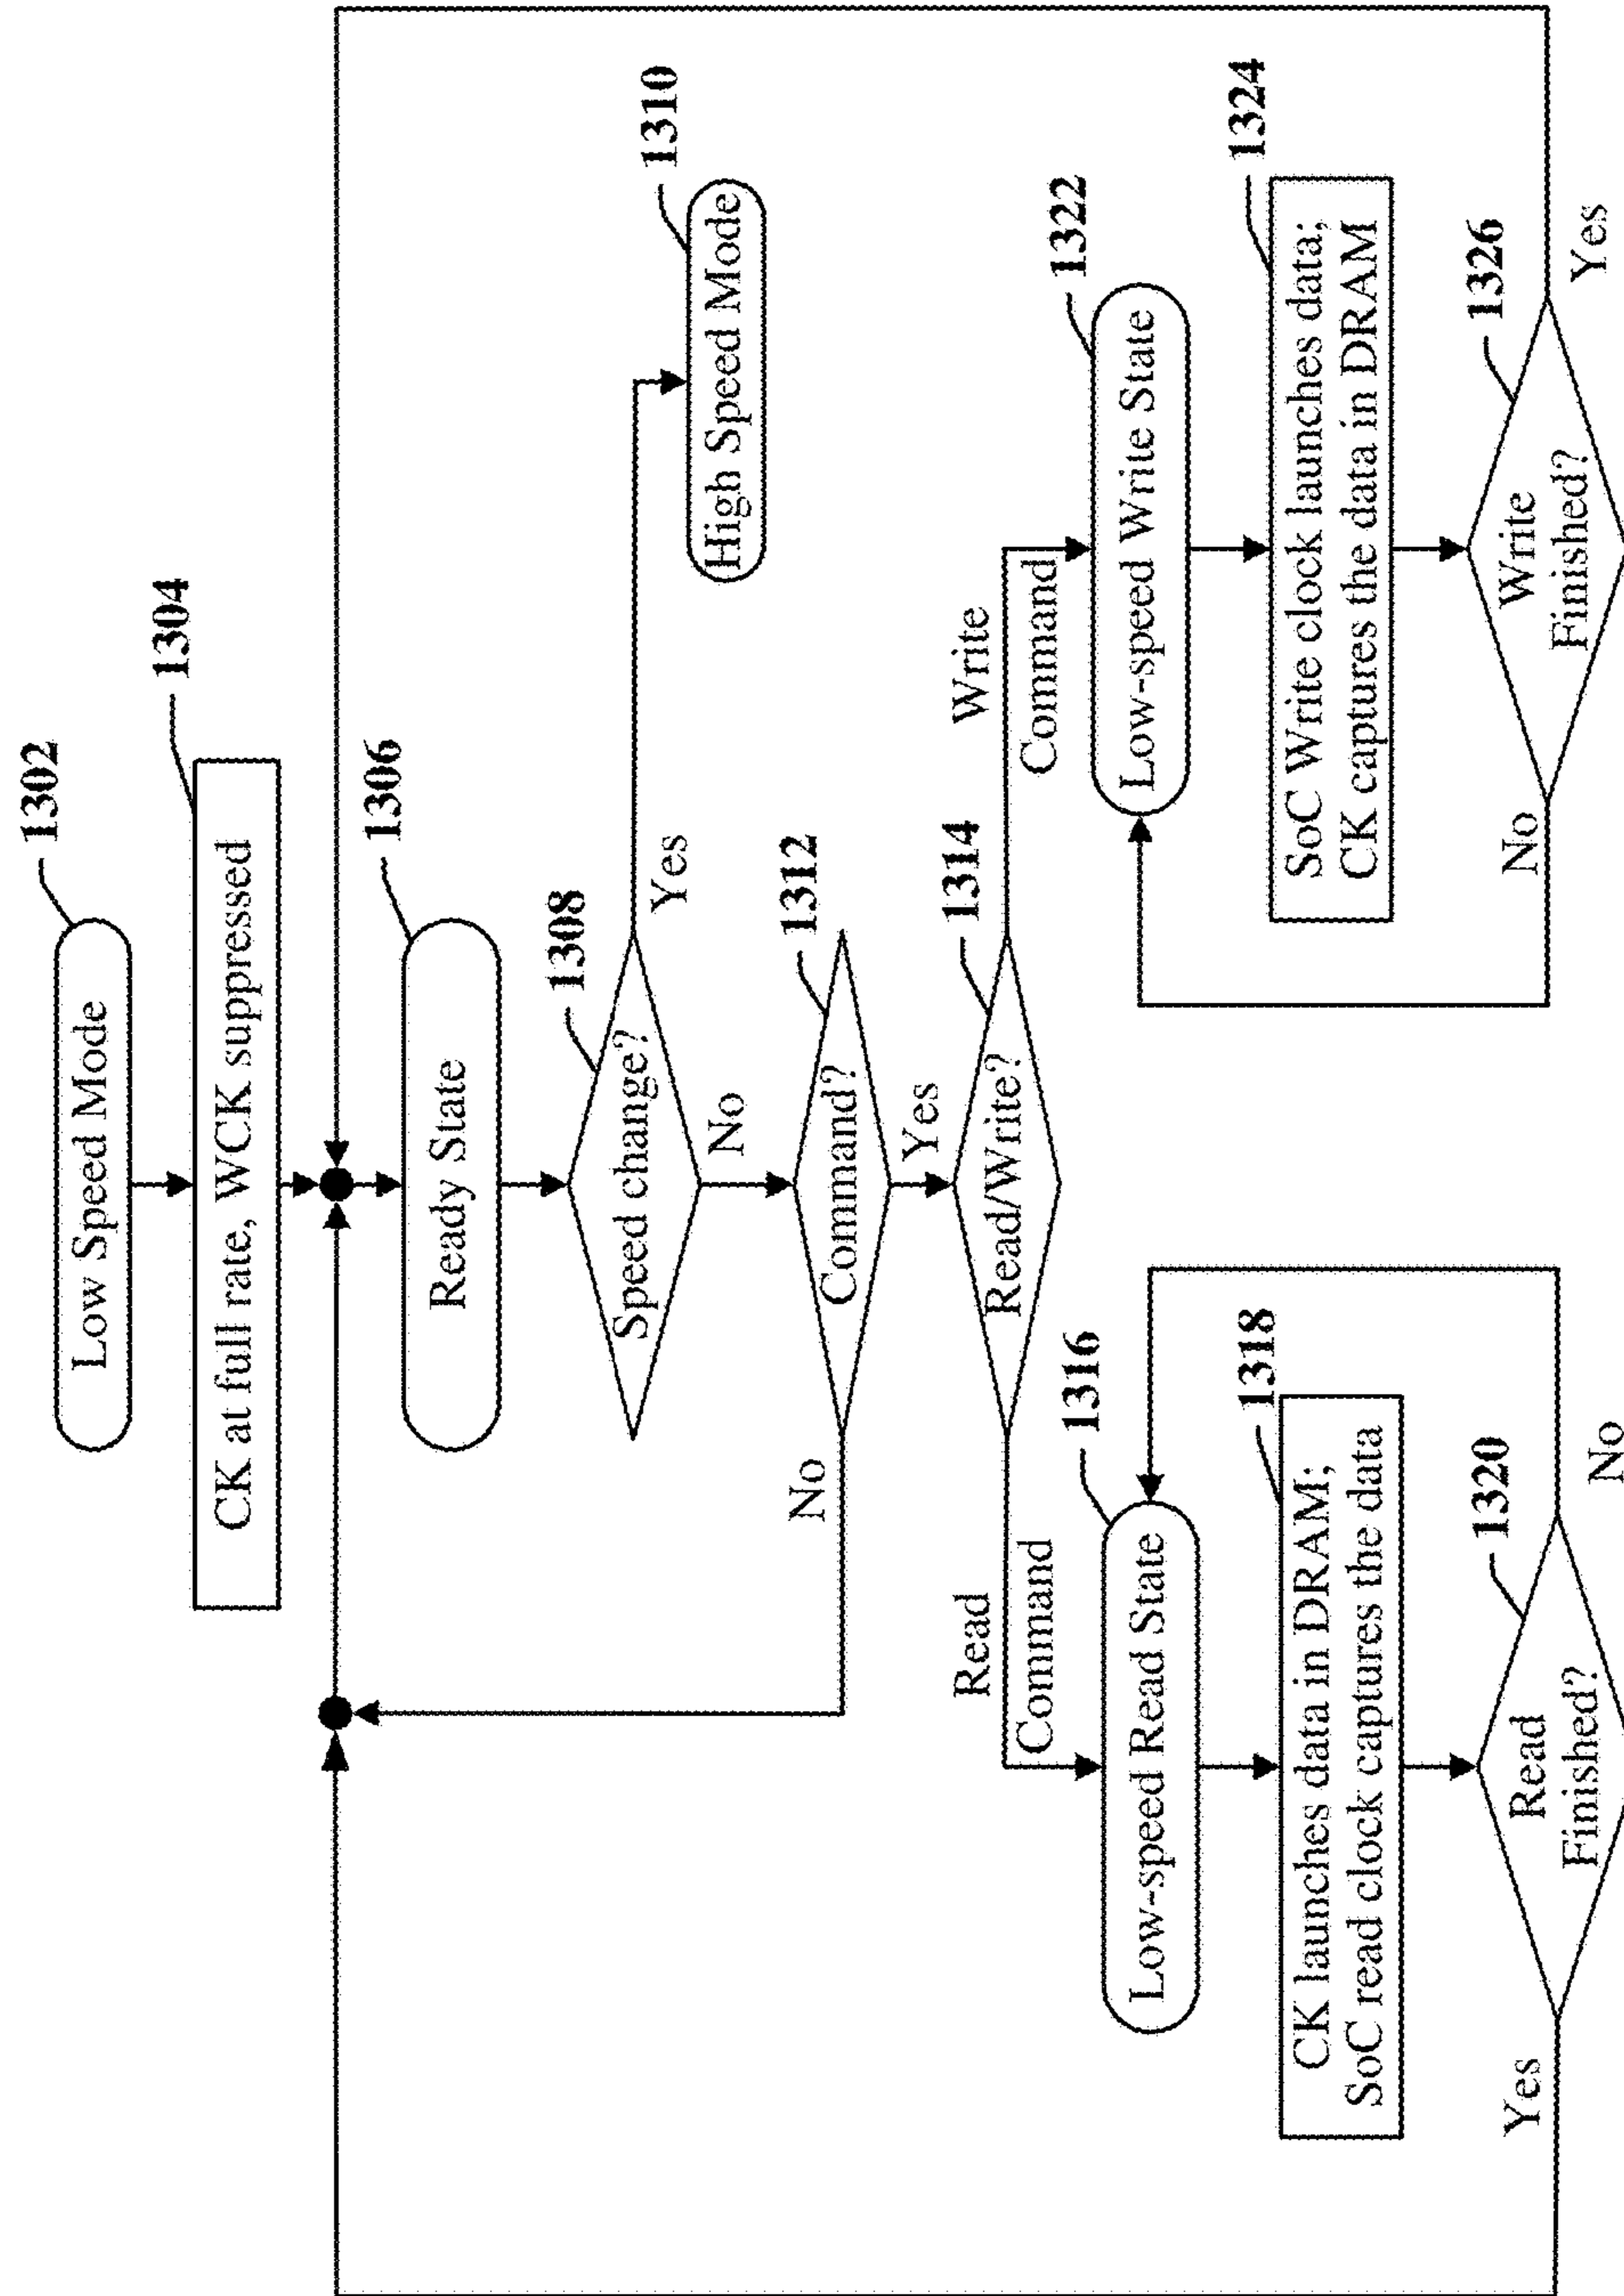 1302
Low Speed Mode
1304
CK at full rate, WCK suppressed
1306
Ready State
1308
Speed change?
Yes
1310
High Speed Mode
No
1312
Command?
No
Yes
1314
Read/Write?
Read
Command
Write
Command
1316
Low-speed Read State
1318
CK launches data in DRAM;
SoC read clock captures the data
1320
Read
Finished?
Yes
No
1322
Low-speed Write State
1324
SoC Write clock launches data;
CK captures the data in DRAM
1326
Write
Finished?
No
Yes